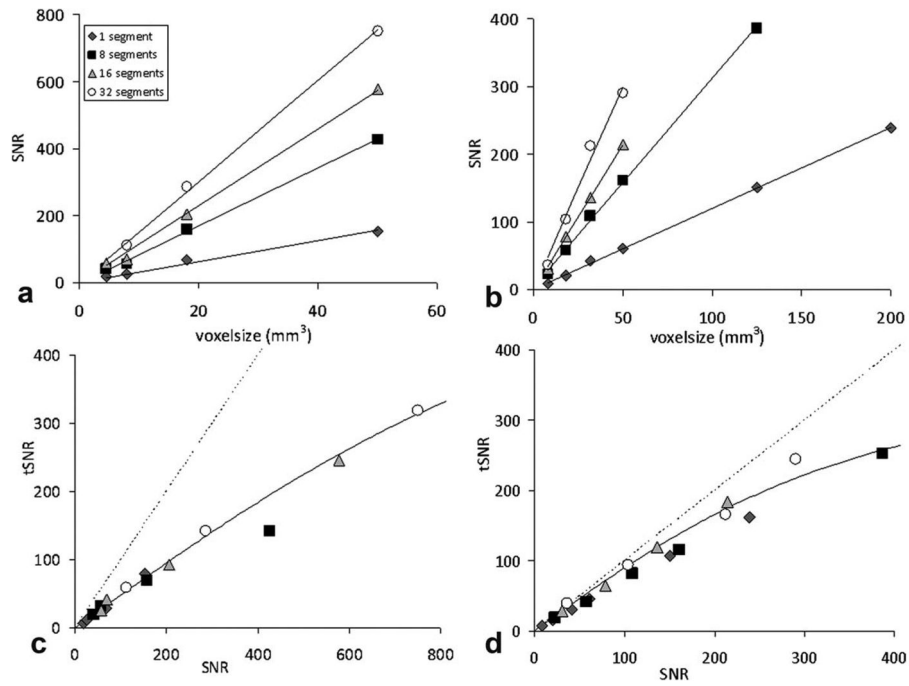 800
600
400
200
0
SNR
1 segment
8 segments
16 segments
32 segments
0 20 40 60
voxelsize (mm³)
a
400
300
200
100
0
SNR
0 50 100 150 200
voxelsize (mm³)
b
400
300
200
100
0
tSNR
0 200 400 600 800
SNR
c
400
300
200
100
0
tSNR
0 100 200 300 400
SNR
d